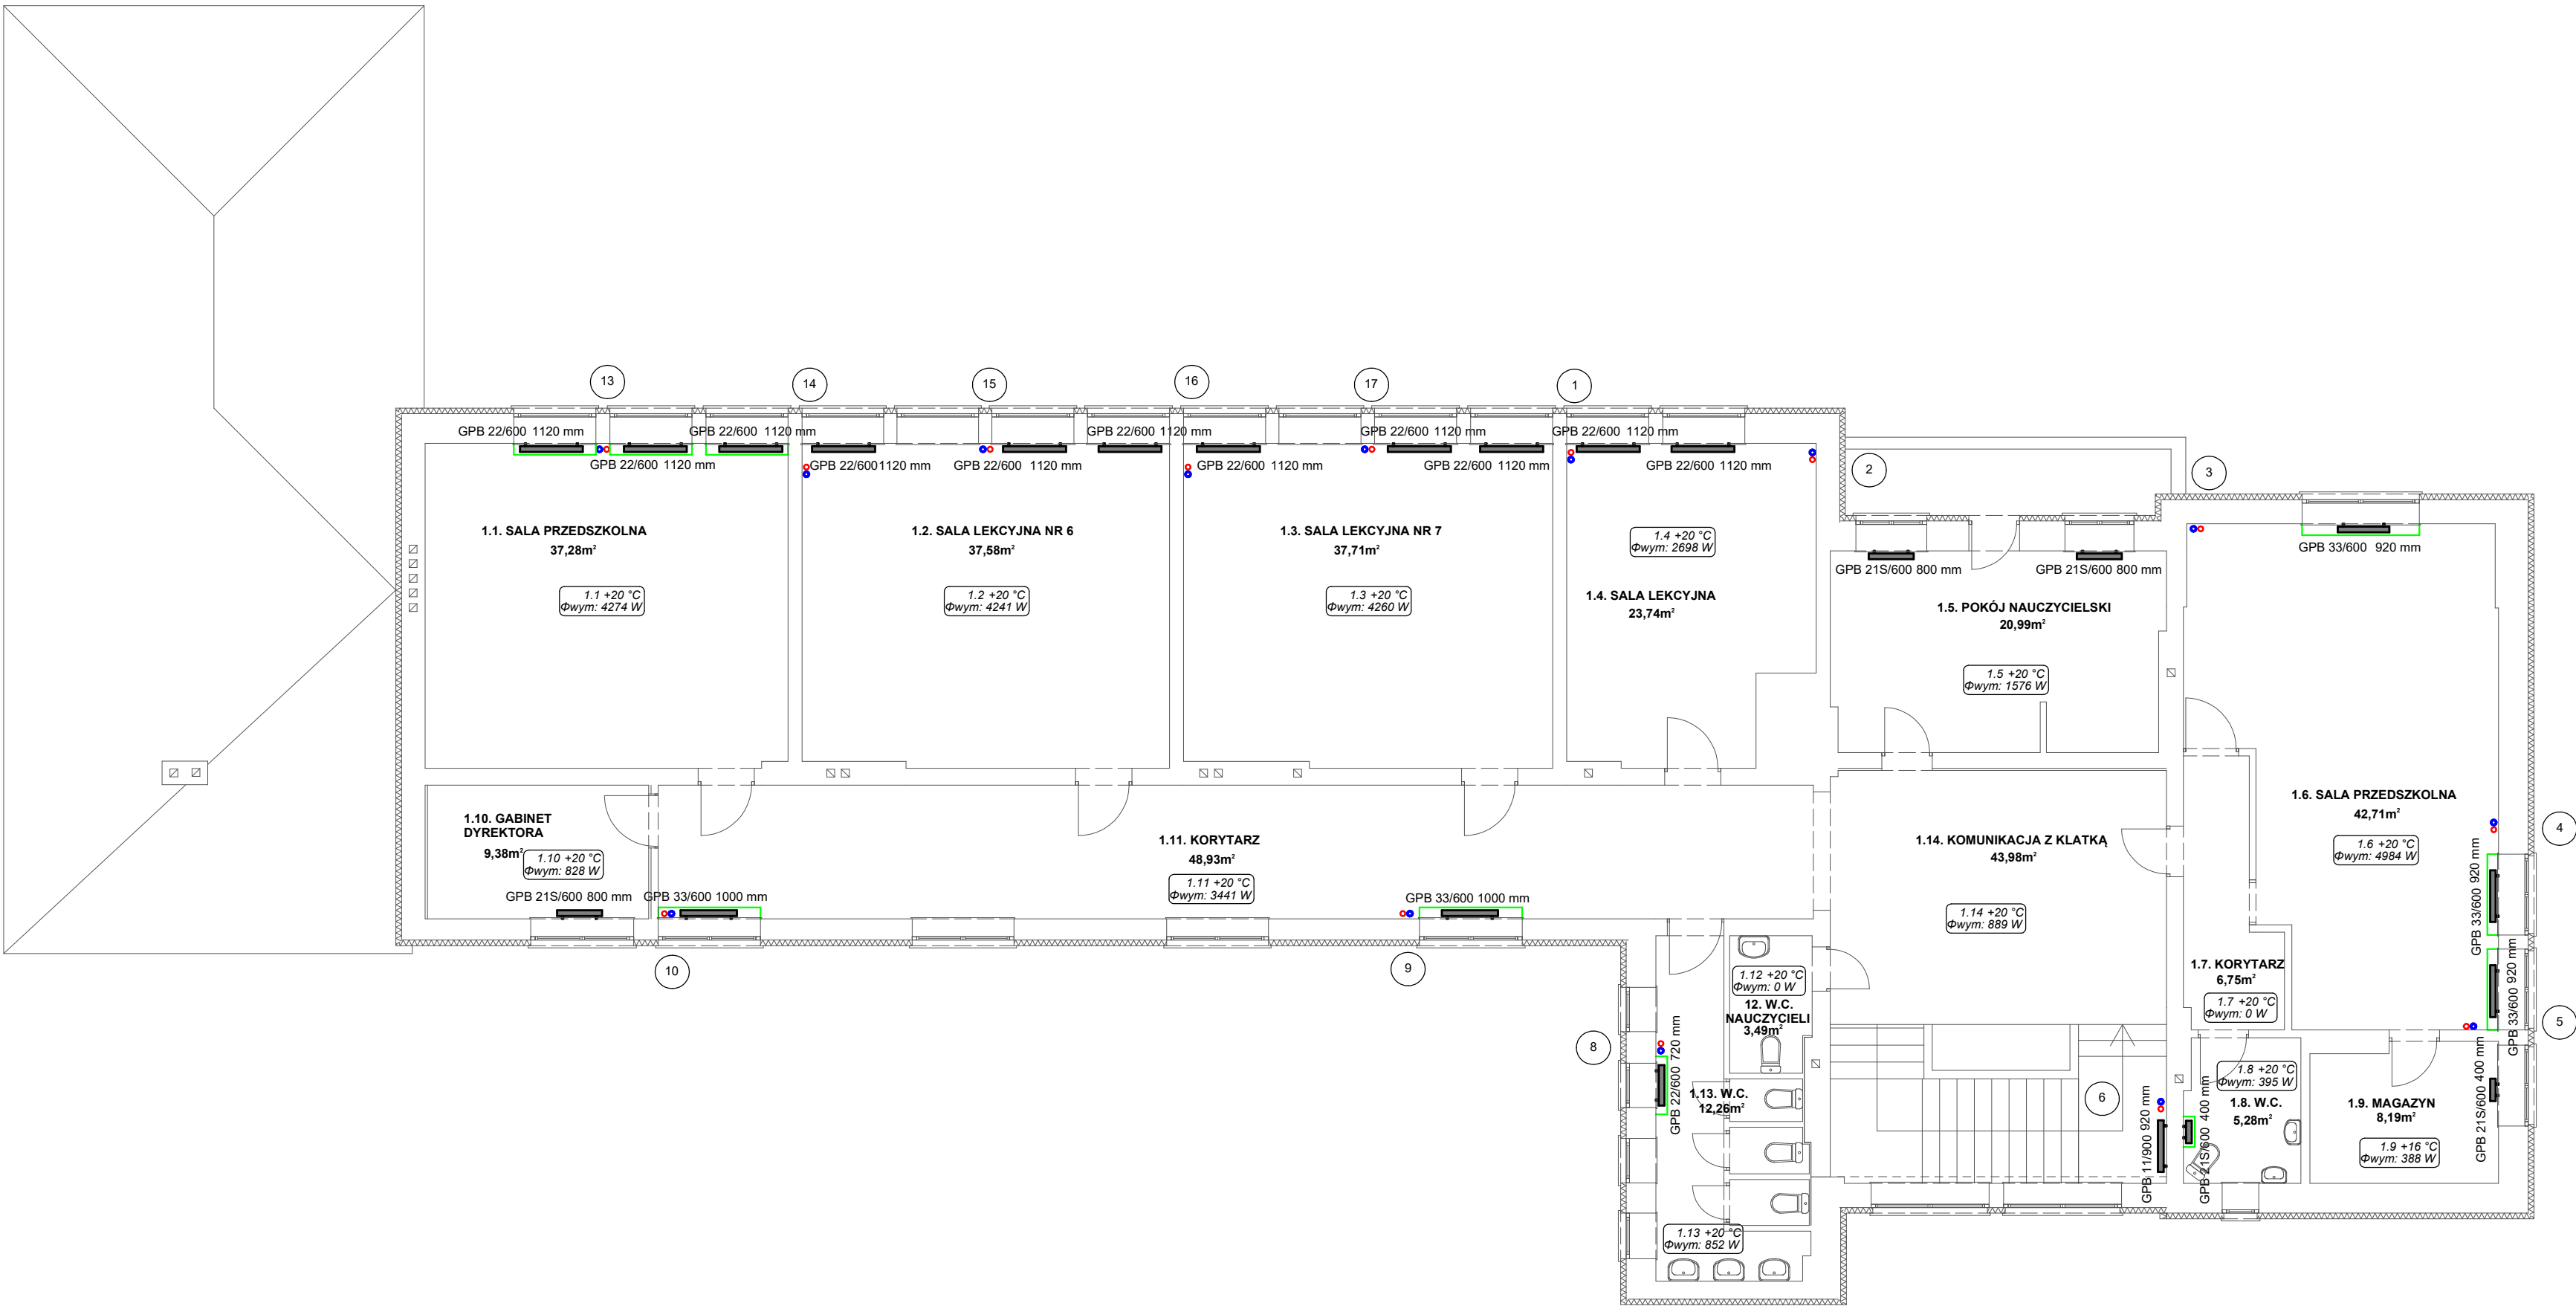 13
14
15
16
17
1
GPB 22/600 1120 mm
GPB 22/600 1120 mm
GPB 22/600 1120 mm
GPB 22/600 1120 mm
GPB 22/600 1120 mm
GPB 22/600 1120 mm
GPB 22/600 1120 mm
GPB 22/600 1120 mm
GPB 22/600 1120 mm
GPB 22/600 1120 mm
GPB 22/600 1120 mm
2
3
1.1. SALA PRZEDSZKOLNA
37,28m²
1.1 +20 °C
Φwym: 4274 W
1.2. SALA LEKCYJNA NR 6
37,58m²
1.2 +20 °C
Φwym: 4241 W
1.3. SALA LEKCYJNA NR 7
37,71m²
1.3 +20 °C
Φwym: 4260 W
1.4 +20 °C
Φwym: 2698 W
1.4. SALA LEKCYJNA
23,74m²
GPB 21S/600 800 mm
GPB 21S/600 800 mm
1.5. POKÓJ NAUCZYCIELSKI
20,99m²
1.5 +20 °C
Φwym: 1576 W
GPB 33/600 920 mm
1.6. SALA PRZEDSZKOLNA
42,71m²
1.6 +20 °C
Φwym: 4984 W
4
GPB 33/600 920 mm
GPB 33/600 920 mm
5
1.10. GABINET
DYREKTORA
9,38m²
1.10 +20 °C
Φwym: 828 W
GPB 21S/600 800 mm
GPB 33/600 1000 mm
1.11. KORYTARZ
48,93m²
1.11 +20 °C
Φwym: 3441 W
GPB 33/600 1000 mm
10
9
1.14. KOMUNIKACJA Z KLATKĄ
43,98m²
1.14 +20 °C
Φwym: 889 W
1.7. KORYTARZ
6,75m²
1.7 +20 °C
Φwym: 0 W
1.12 +20 °C
Φwym: 0 W
12. W.C.
NAUCZYCIELI
3,49m²
8
GPB 22/600 720 mm
1.13. W.C.
12,26m²
1.13 +20 °C
Φwym: 852 W
6
GPB 11/900 920 mm
GPB 21S/600 400 mm
1.8 +20 °C
Φwym: 395 W
1.8. W.C.
5,28m²
1.9. MAGAZYN
8,19m²
1.9 +16 °C
Φwym: 388 W
GPB 21S/600 400 mm